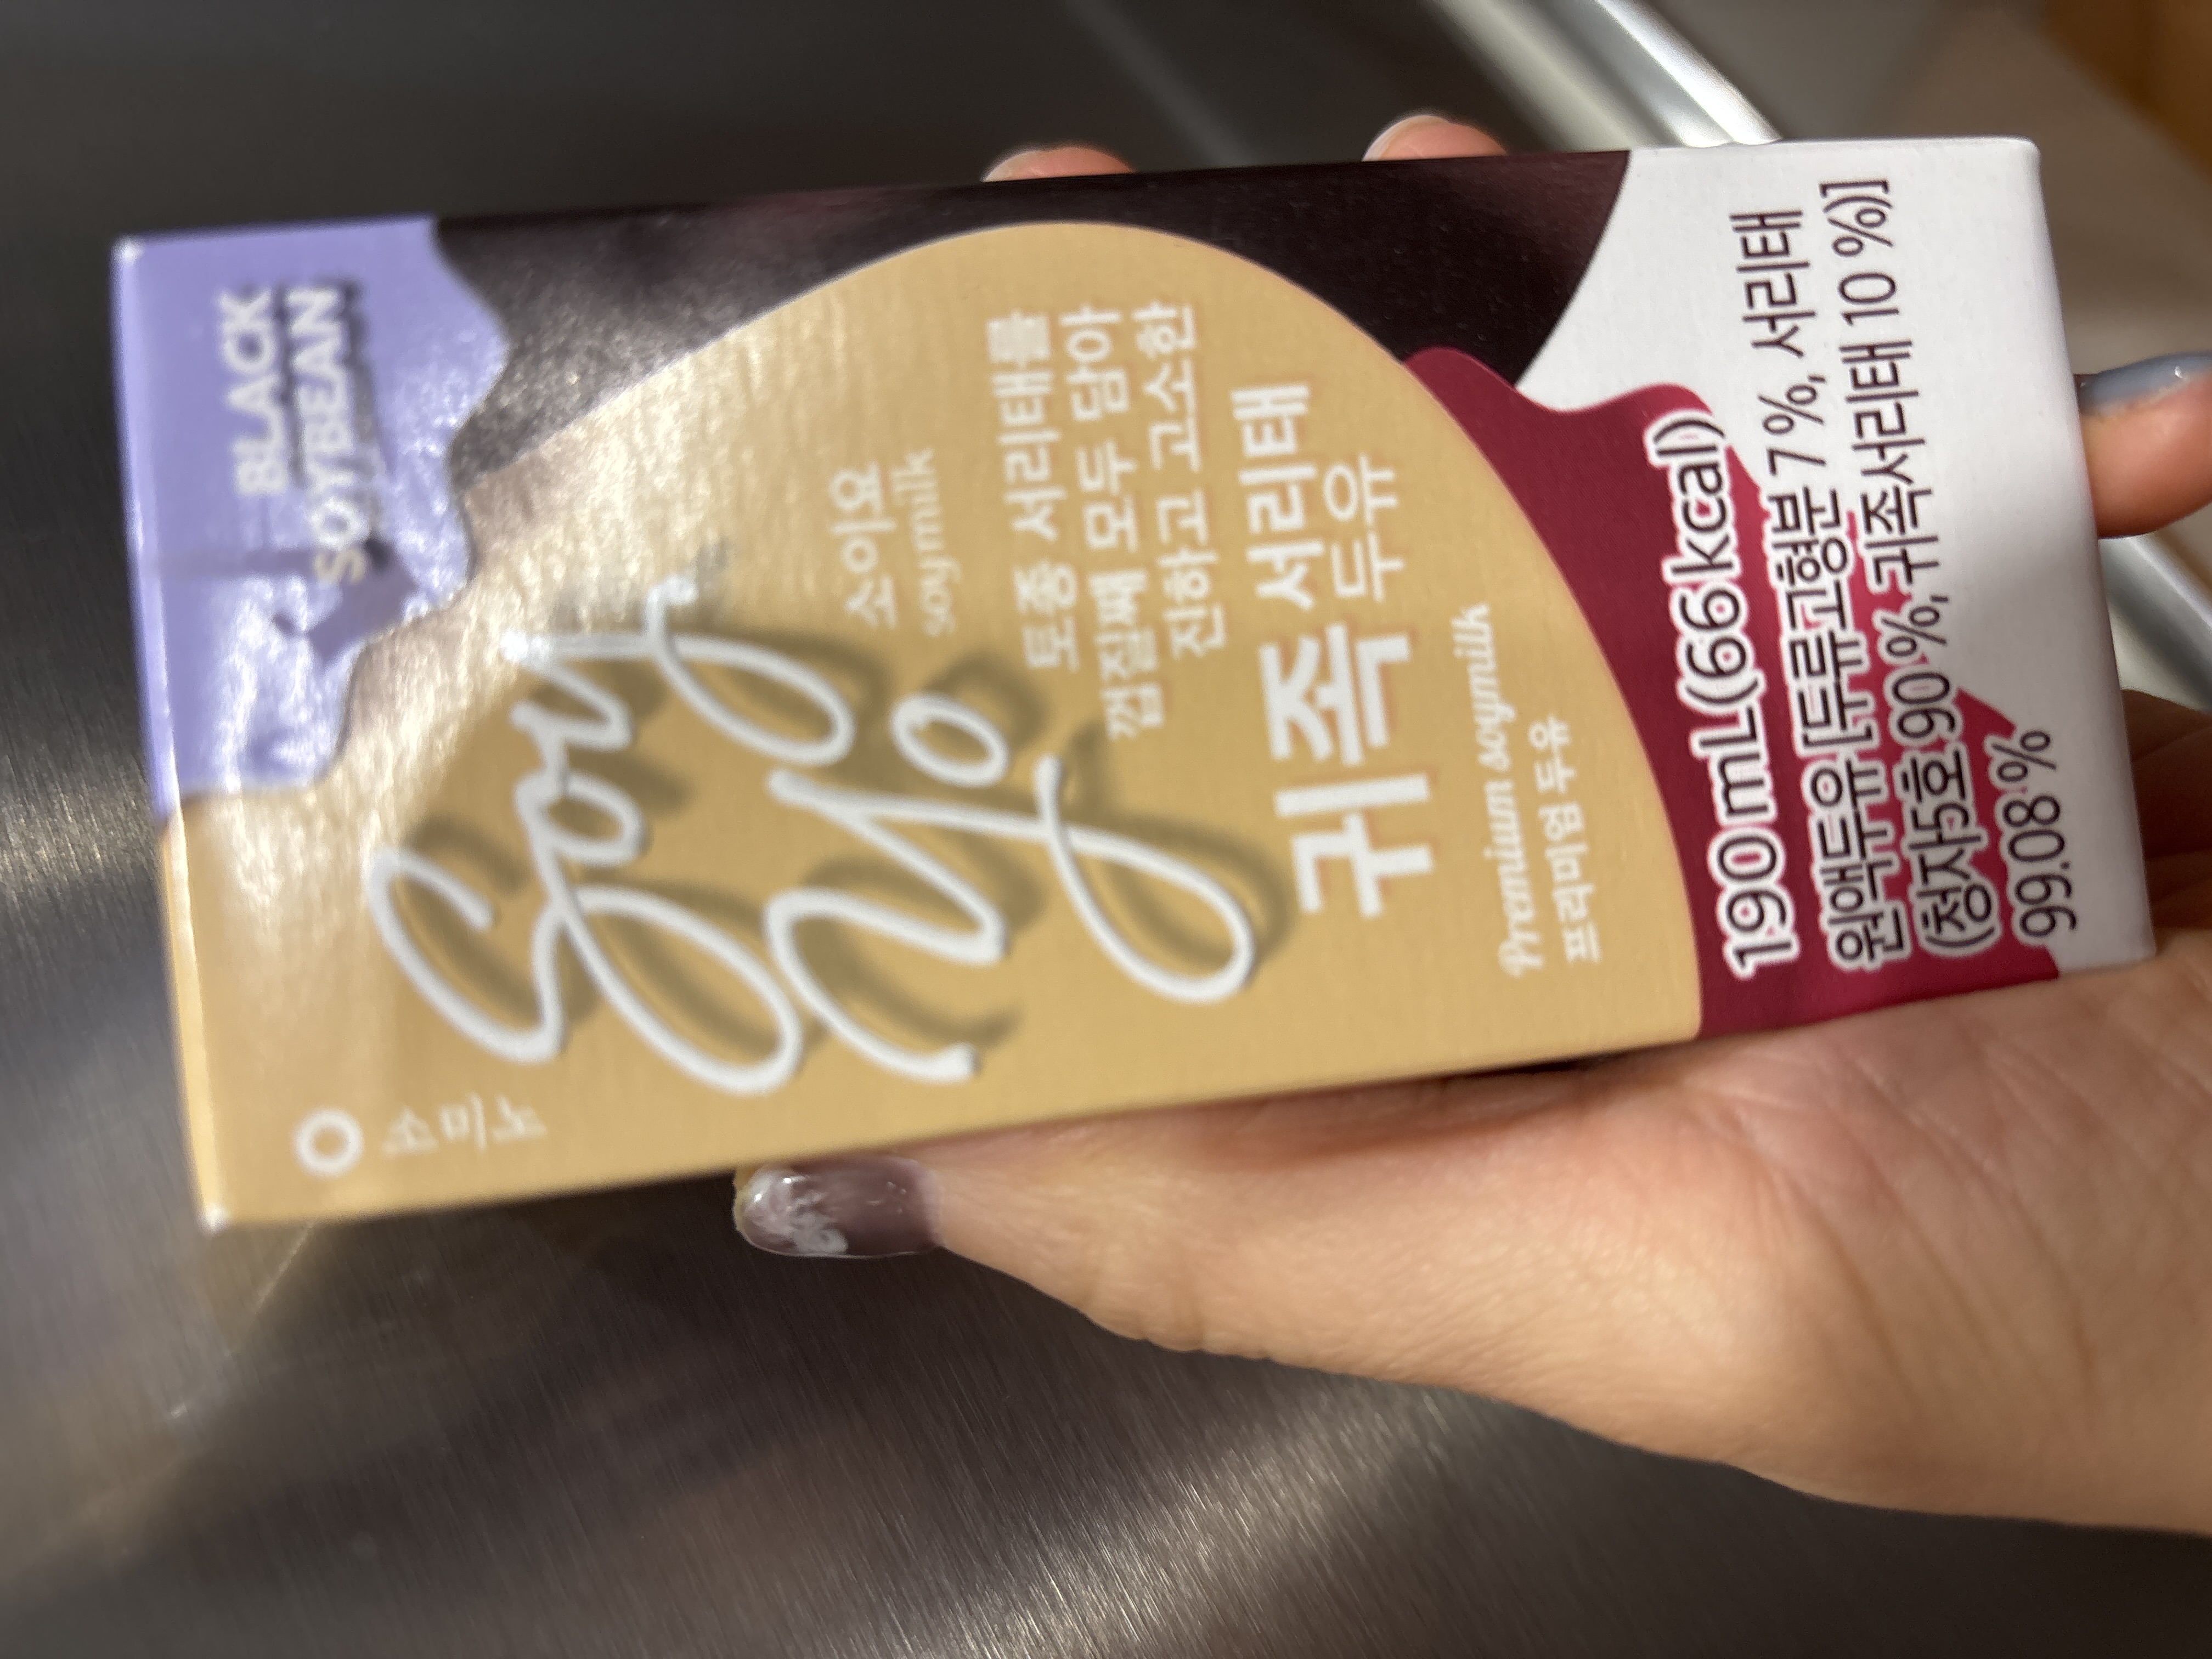 소미노
BLACK
SOYBEAN
Soy
Yo
소이요
soymilk
토종 서리태를
껍질째 모두 담아
진하고 고소한
귀족 서리태
두유
Premium soymilk
프리미엄 두유
190 mL(66 kcal)
원액두유 [두류고형분 7 %, 서리태
(청자5호 90 %, 귀족서리태 10 %)]
99.08 %